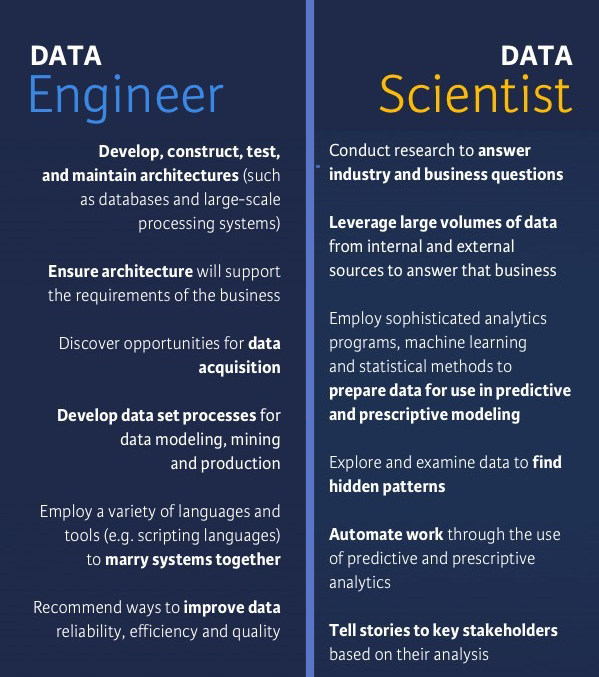 DATA
Engineer
Develop, construct, test,
and maintain architectures (such
as databases and large-scale
processing systems)
Ensure architecture will support
the requirements of the business
Discover opportunities for data
acquisition
Develop data set processes for
data modeling, mining
and production
Employ a variety of languages and
tools (e.g. scripting languages)
to marry systems together
Recommend ways to improve data
reliability, efficiency and quality
DATA
Scientist
Conduct research to answer
industry and business questions
Leverage large volumes of data
from internal and external
sources to answer that business
Employ sophisticated analytics
programs, machine learning
and statistical methods to
prepare data for use in predictive
and prescriptive modeling
Explore and examine data to find
hidden patterns
Automate work through the use
of predictive and prescriptive
analytics
Tell stories to key stakeholders
based on their analysis